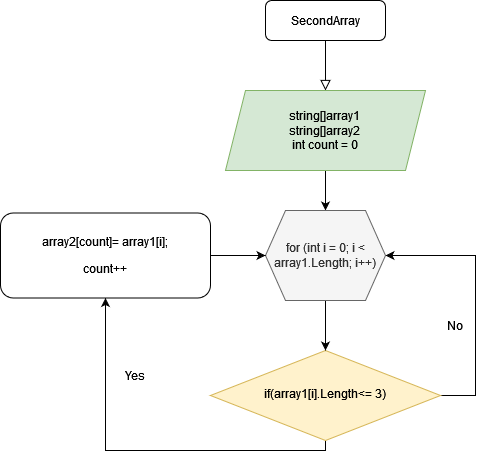 SecondArray
string[]array1
string[]array2
int count = 0
for (int i = 0; i <
array1.Length; i++)
array2[count]= array1[i];
count++
No
Yes
if(array1[i].Length<= 3)